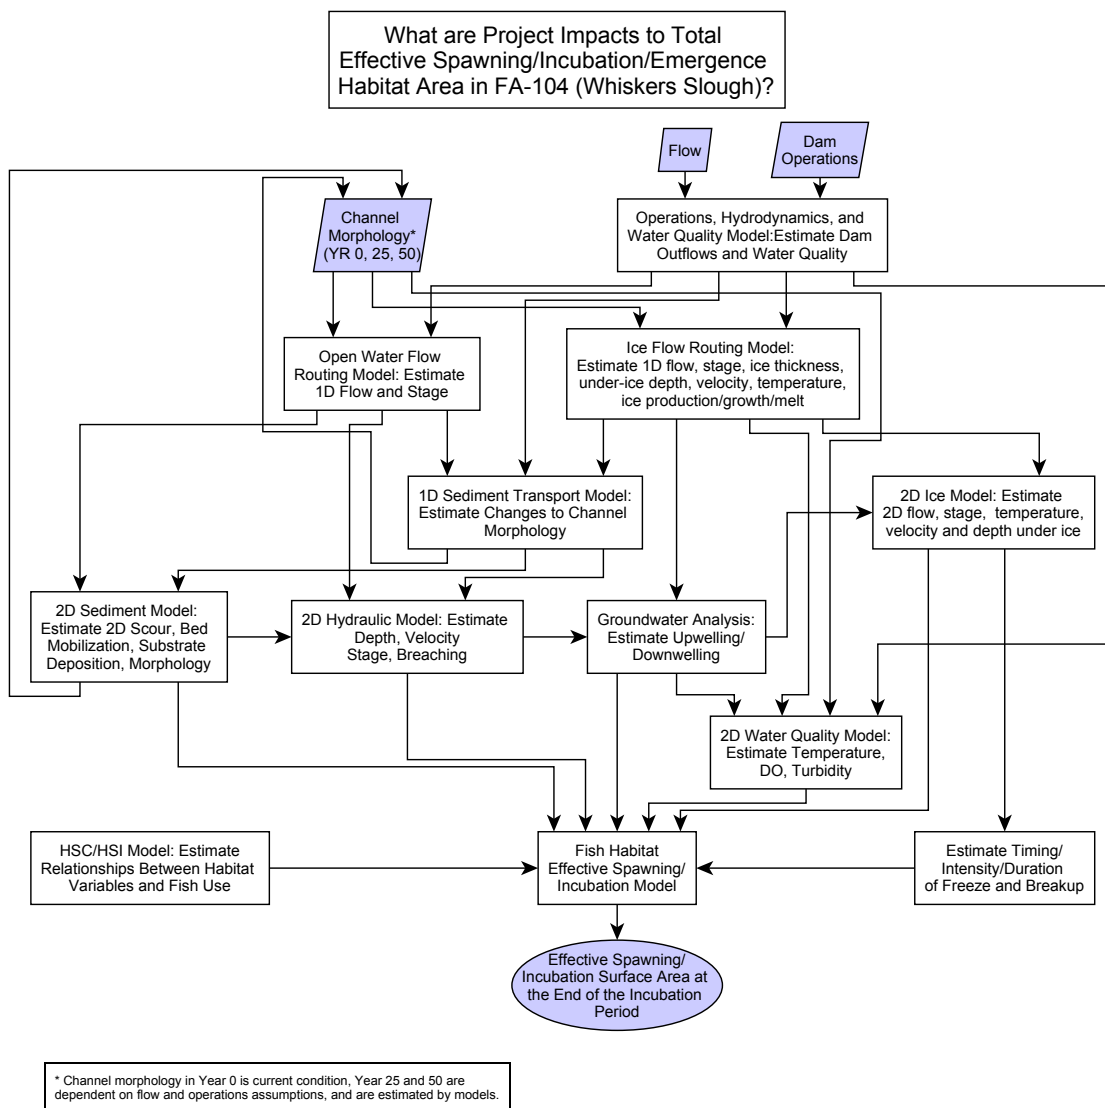 What are Project Impacts to Total
Effective Spawning/Incubation/Emergence
Habitat Area in FA-104 (Whiskers Slough)?
Flow
Dam
Operations
Channel
Morphology*
(YR 0, 25, 50)
Operations, Hydrodynamics, and
Water Quality Model:Estimate Dam
Outflows and Water Quality
Open Water Flow
Routing Model: Estimate
1D Flow and Stage
Ice Flow Routing Model:
Estimate 1D flow, stage, ice thickness,
under-ice depth, velocity, temperature,
ice production/growth/melt
1D Sediment Transport Model:
Estimate Changes to Channel
Morphology
2D Ice Model: Estimate
2D flow, stage, temperature,
velocity and depth under ice
2D Sediment Model:
Estimate 2D Scour, Bed
Mobilization, Substrate
Deposition, Morphology
2D Hydraulic Model: Estimate
Depth, Velocity
Stage, Breaching
Groundwater Analysis:
Estimate Upwelling/
Downwelling
2D Water Quality Model:
Estimate Temperature,
DO, Turbidity
HSC/HSI Model: Estimate
Relationships Between Habitat
Variables and Fish Use
Fish Habitat
Effective Spawning/
Incubation Model
Estimate Timing/
Intensity/Duration
of Freeze and Breakup
Effective Spawning/
Incubation Surface Area at
the End of the Incubation
Period
* Channel morphology in Year 0 is current condition, Year 25 and 50 are
dependent on flow and operations assumptions, and are estimated by models.